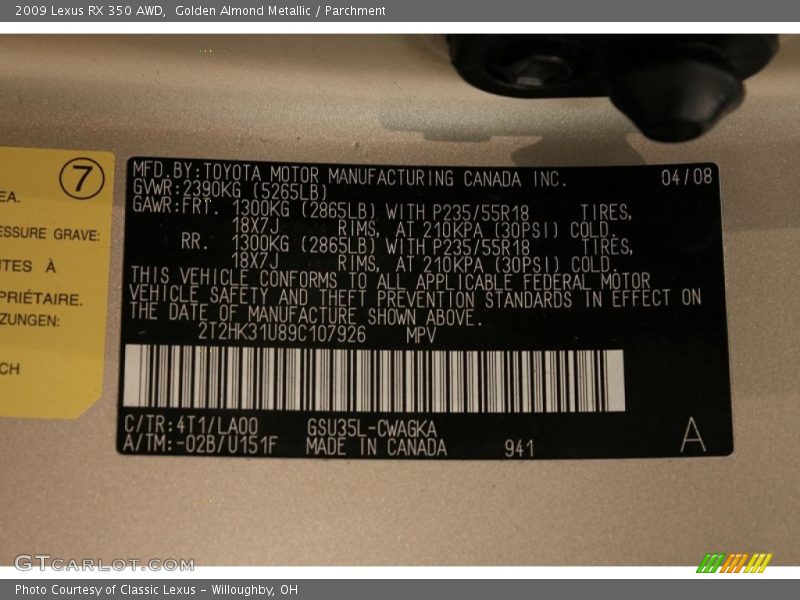 2009 Lexus RX 350 AWD, Golden Almond Metallic / Parchment
7
EA.
ESSURE GRAVE:
ITES À
PRIÉTAIRE.
ZUNGEN:
CH
MFD.BY:TOYOTA MOTOR MANUFACTURING CANADA INC. 04/08
GVWR:2390KG (5265LB)
GAWR:FRT. 1300KG (2865LB) WITH P235/55R18 TIRES,
18X7J RIMS, AT 210KPA (30PSI) COLD.
RR. 1300KG (2865LB) WITH P235/55R18 TIRES,
18X7J RIMS, AT 210KPA (30PSI) COLD.
THIS VEHICLE CONFORMS TO ALL APPLICABLE FEDERAL MOTOR
VEHICLE SAFETY AND THEFT PREVENTION STANDARDS IN EFFECT ON
THE DATE OF MANUFACTURE SHOWN ABOVE.
2T2HK31U89C107926 MPV
C/TR:4T1/LA00 GSU35L-CWAGKA
A/TM:-02B/U151F MADE IN CANADA 941 A
GTCARLOT.COM
Photo Courtesy of Classic Lexus - Willoughby, OH